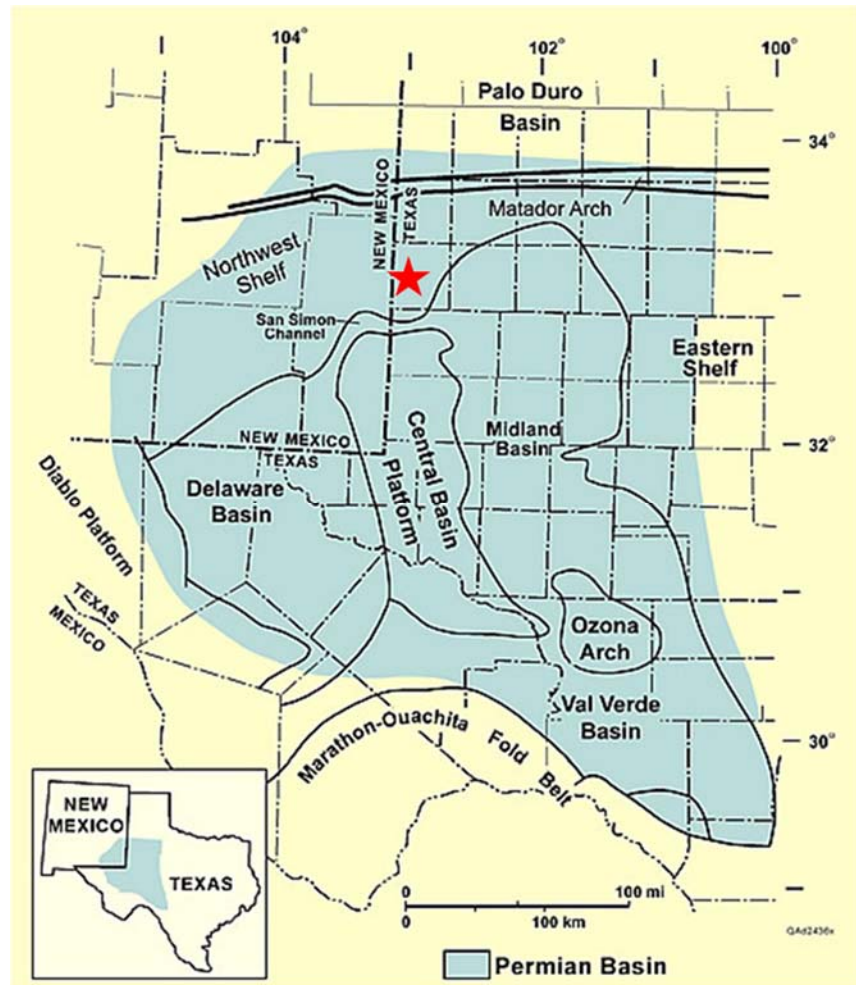 104°
102°
100°
Palo Duro
Basin
34°
NEW MEXICO
TEXAS
Matador Arch
Northwest
Shelf
San Simon
Channel
Eastern
Shelf
Central Basin
Platform
Midland
Basin
32°
NEW MEXICO
TEXAS
Delaware
Basin
Diablo Platform
TEXAS
MEXICO
Ozona
Arch
Val Verde
Basin
30°
Marathon-Ouachita Fold Belt
NEW
MEXICO
TEXAS
0 100 mi
0 100 km
QAd2436x
Permian Basin